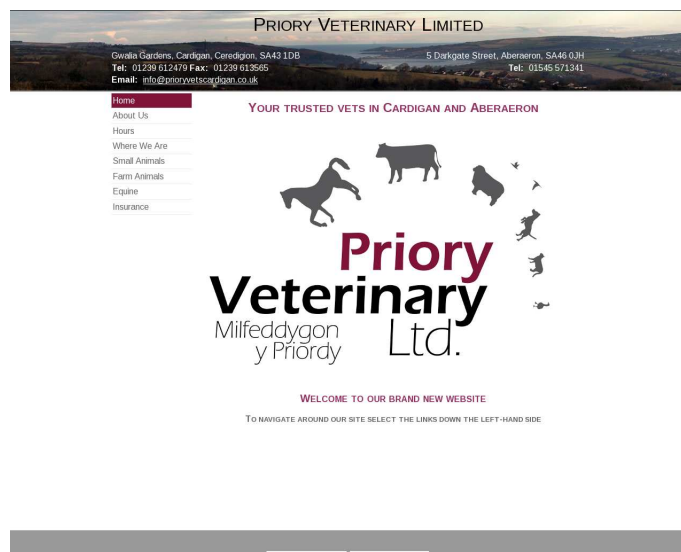 Priory Veterinary Limited
Gwalia Gardens, Cardigan, Ceredigion, SA43 1DB
Tel: 01239 612479 Fax: 01239 613565
Email: info@prioryvetscardigan.co.uk
5 Darkgate Street, Aberaeron, SA46 0JH
Tel: 01545 571341
Home
About Us
Hours
Where We Are
Small Animals
Farm Animals
Equine
Insurance
Your trusted vets in Cardigan and Aberaeron
Priory
Veterinary
Milfeddygon
y Priordy
Ltd.
Welcome to our brand new website
To navigate around our site select the links down the left-hand side